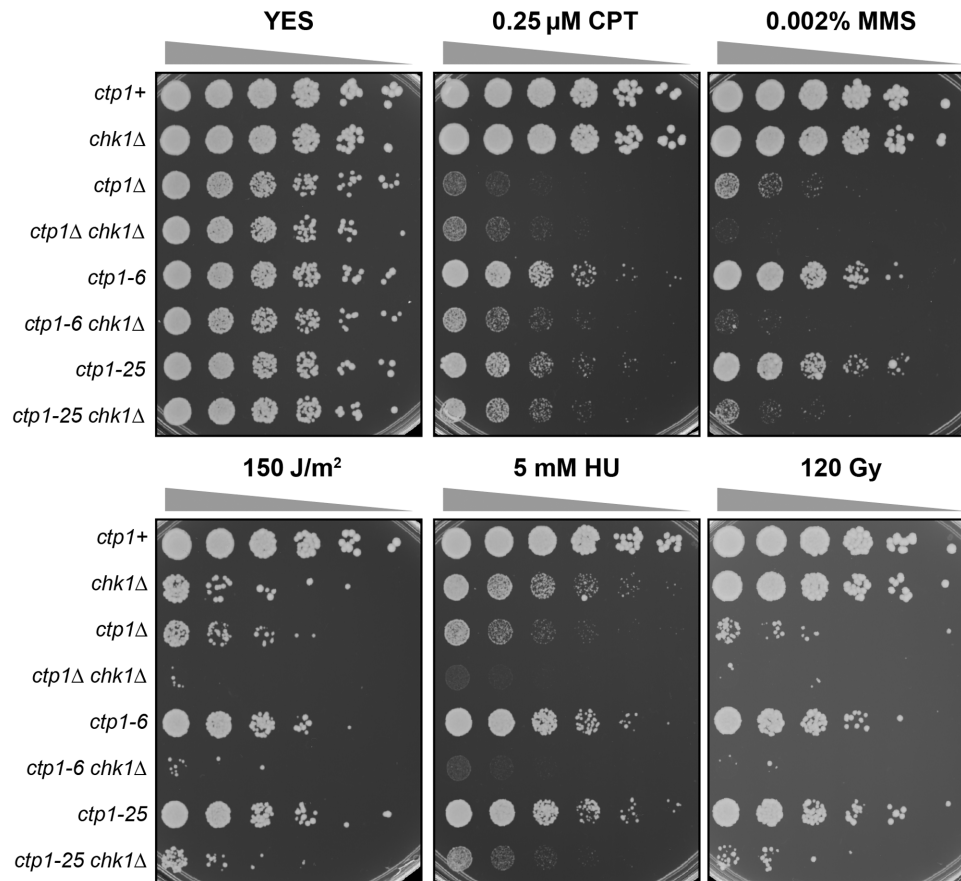 YES 0.25 µM CPT 0.002% MMS
ctp1+
chk1Δ
ctp1Δ
ctp1Δ chk1Δ
ctp1-6
ctp1-6 chk1Δ
ctp1-25
ctp1-25 chk1Δ
150 J/m² 5 mM HU 120 Gy
ctp1+
chk1Δ
ctp1Δ
ctp1Δ chk1Δ
ctp1-6
ctp1-6 chk1Δ
ctp1-25
ctp1-25 chk1Δ